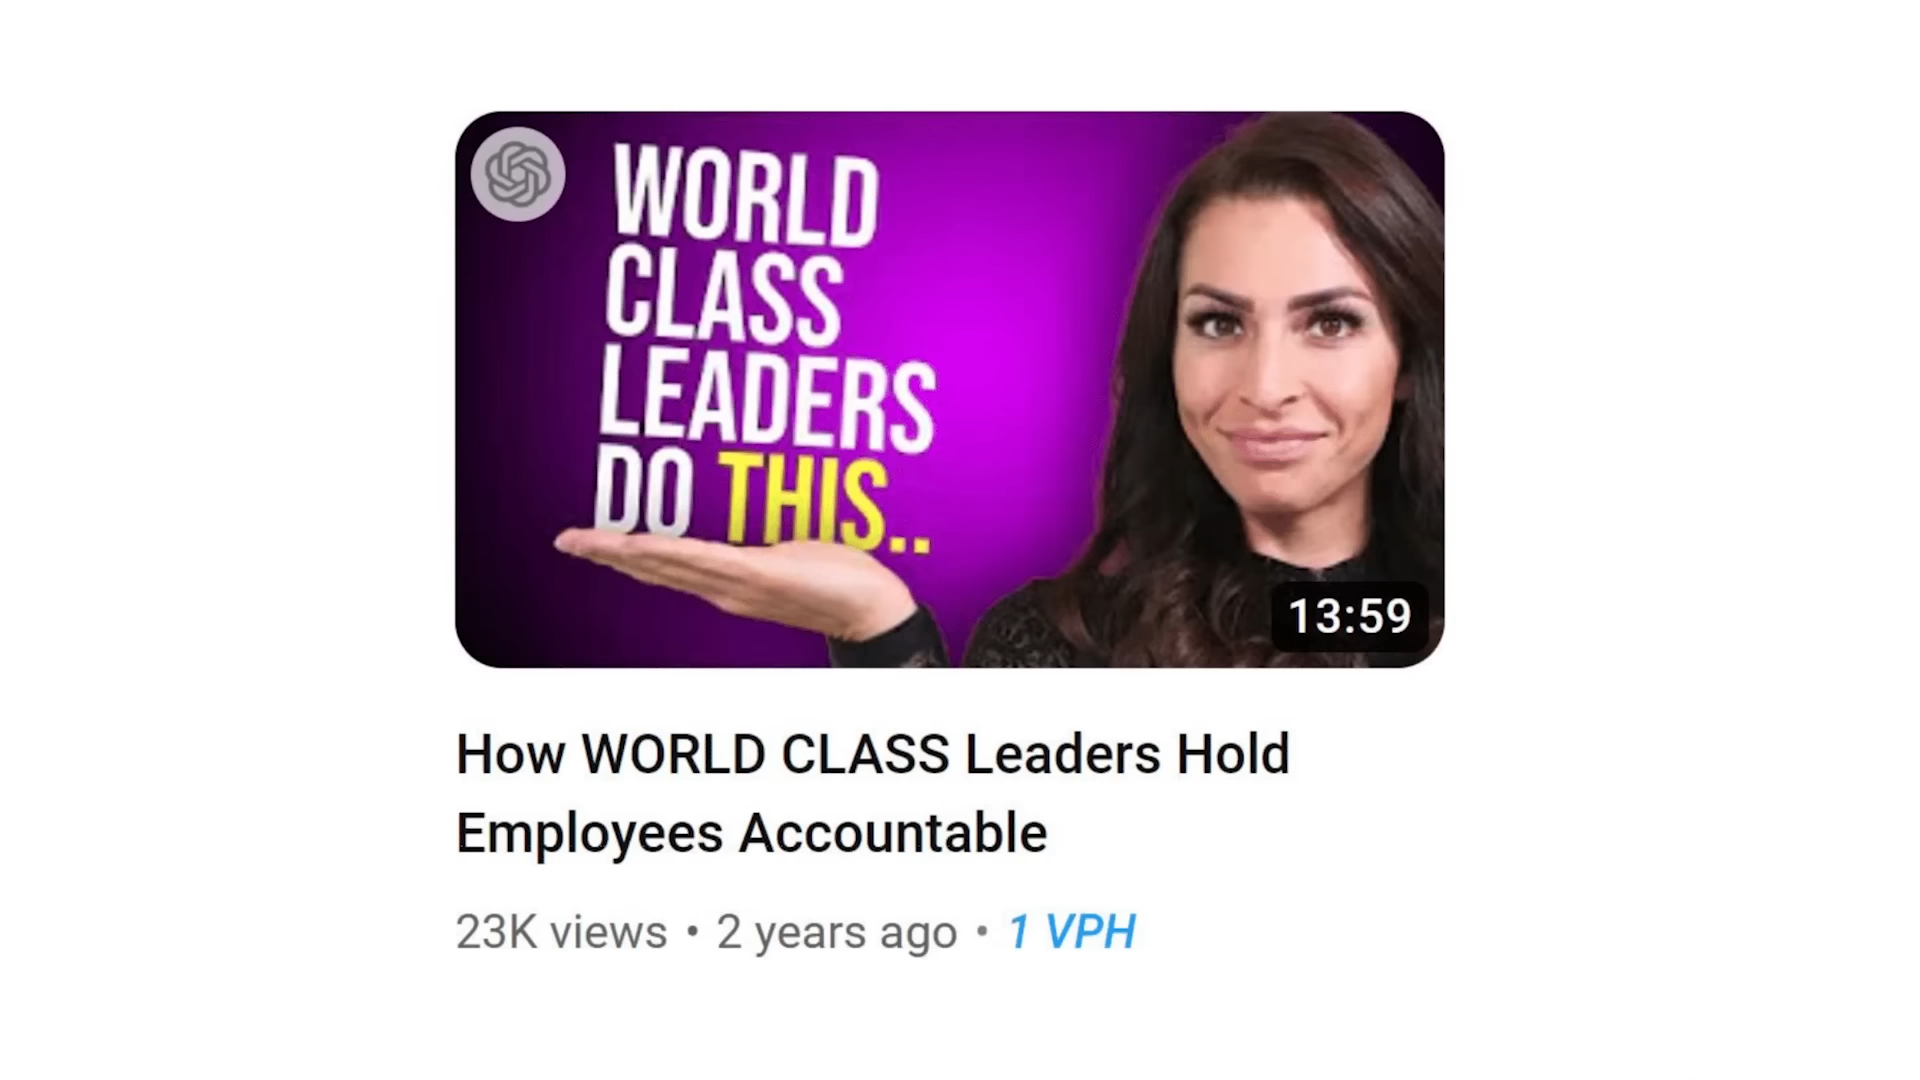 WORLD
CLASS
LEADERS
DO THIS..
13:59
How WORLD CLASS Leaders Hold
Employees Accountable
23K views • 2 years ago • 1 VPH